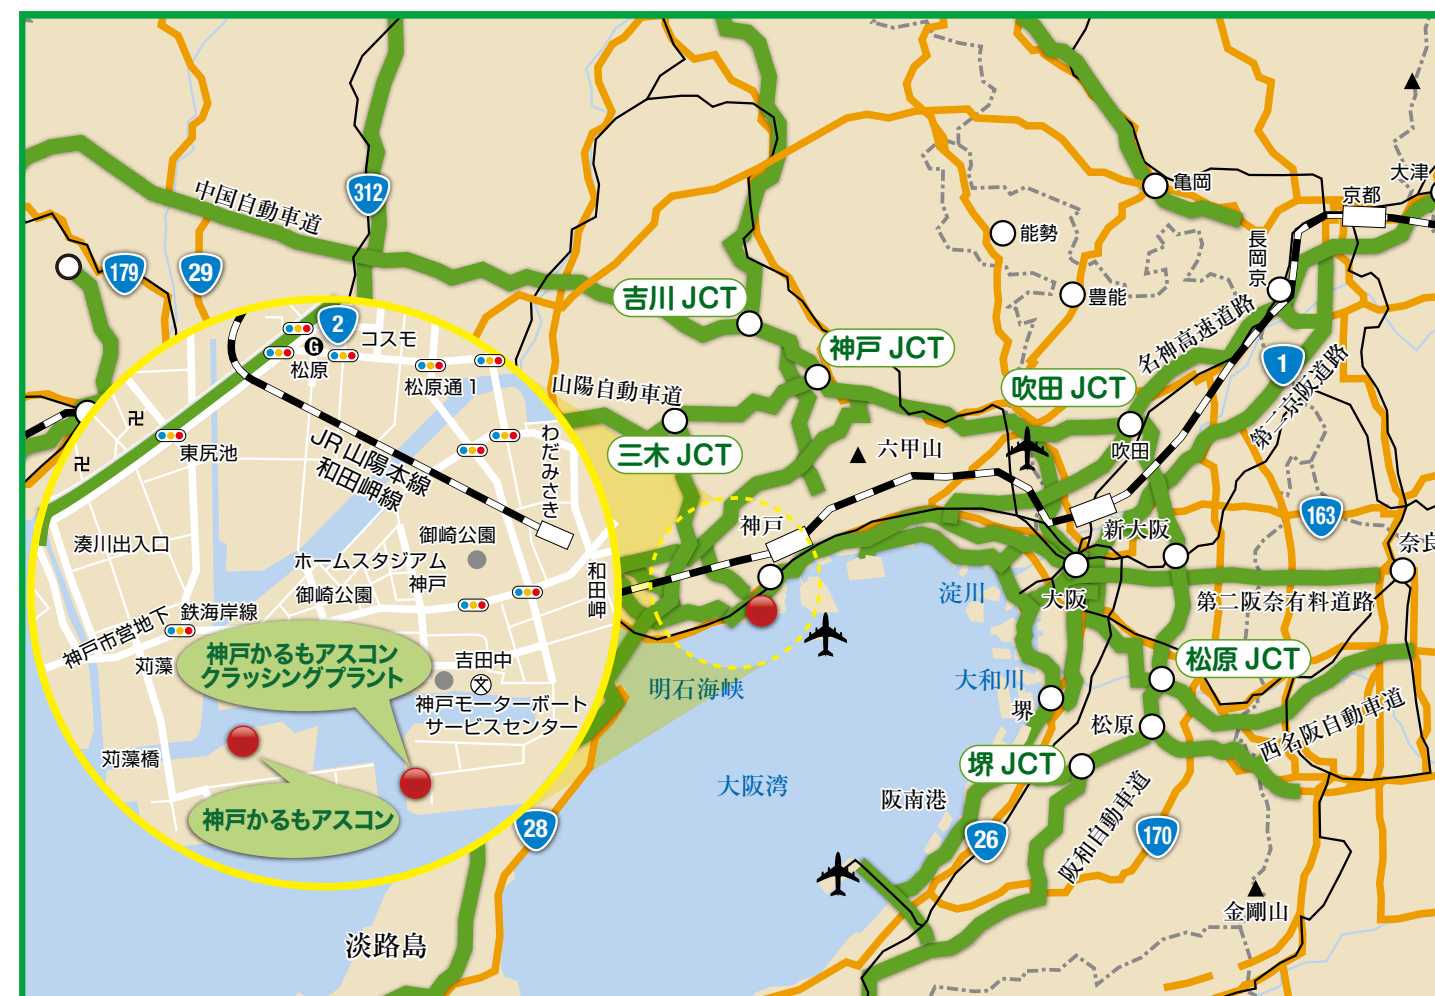 中国自動車道
312
179
29
大津
京都
亀岡
能勢
長岡京
豊能
吉川 JCT
名神高速道路
神戸 JCT
1
第二京阪道路
山陽自動車道
吹田 JCT
三木 JCT
六甲山
吹田
163
新大阪
神戸
奈良
淀川
大阪
第二阪奈有料道路
松原 JCT
大和川
明石海峡
堺
松原
西名阪自動車道
堺 JCT
大阪湾
阪南港
26
阪和自動車道
170
28
金剛山
淡路島
2
コスモ
G
松原
松原通 1
卍
東尻池
卍
JR 山陽本線
和田岬線
わだみさき
湊川出入口
御崎公園
ホームスタジアム
神戸
御崎公園
和田岬
神戸市営地下
鉄海岸線
苅藻
神戸かるもアスコン
クラッシングプラント
吉田中
文
神戸モーターボート
サービスセンター
苅藻橋
神戸かるもアスコン